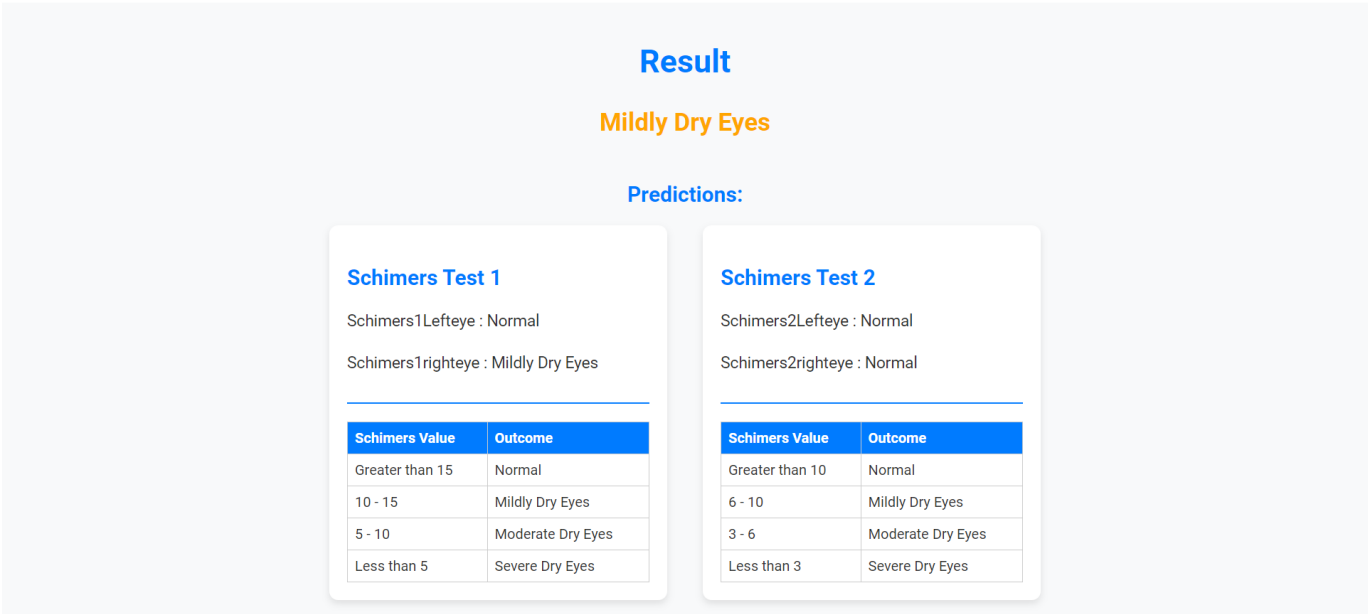 Result
Mildly Dry Eyes
Predictions:
Schimers Test 1
Schimers1Lefteye : Normal
Schimers1righteye : Mildly Dry Eyes
Schimers Value Outcome
Greater than 15 Normal
10 - 15 Mildly Dry Eyes
5 - 10 Moderate Dry Eyes
Less than 5 Severe Dry Eyes
Schimers Test 2
Schimers2Lefteye : Normal
Schimers2righteye : Normal
Schimers Value Outcome
Greater than 10 Normal
6 - 10 Mildly Dry Eyes
3 - 6 Moderate Dry Eyes
Less than 3 Severe Dry Eyes